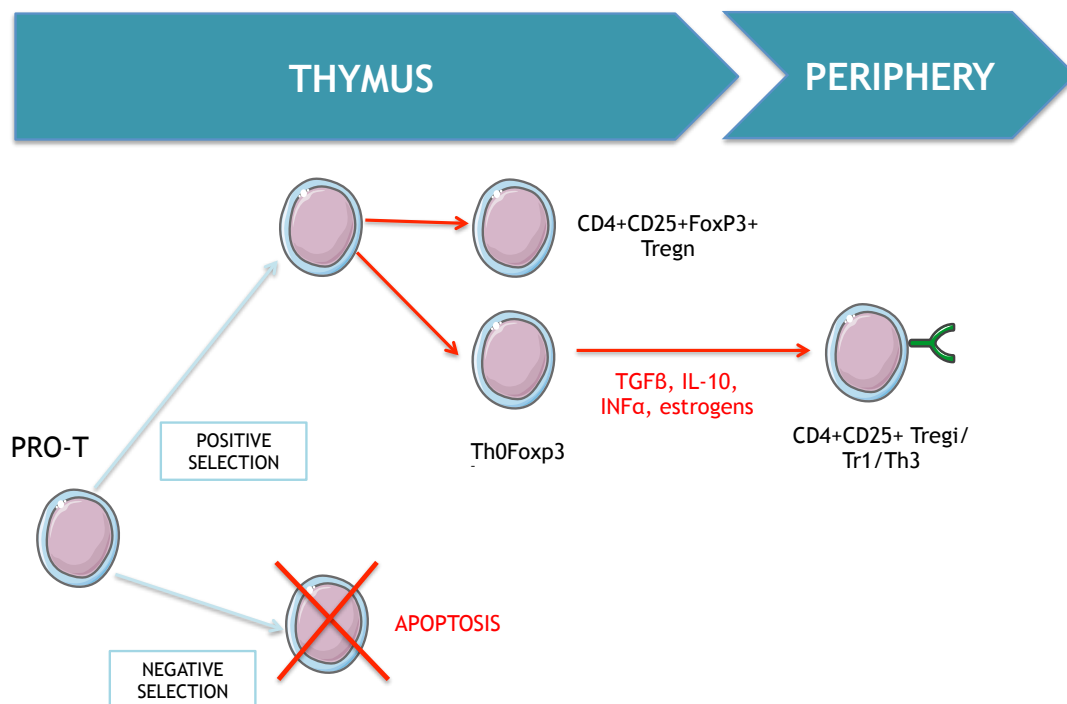 THYMUS
PERIPHERY
CD4+CD25+FoxP3+
Tregn
TGFß, IL-10,
INFα, estrogens
PRO-T
POSITIVE
SELECTION
Th0Foxp3
-
CD4+CD25+ Tregi/
Tr1/Th3
APOPTOSIS
NEGATIVE
SELECTION